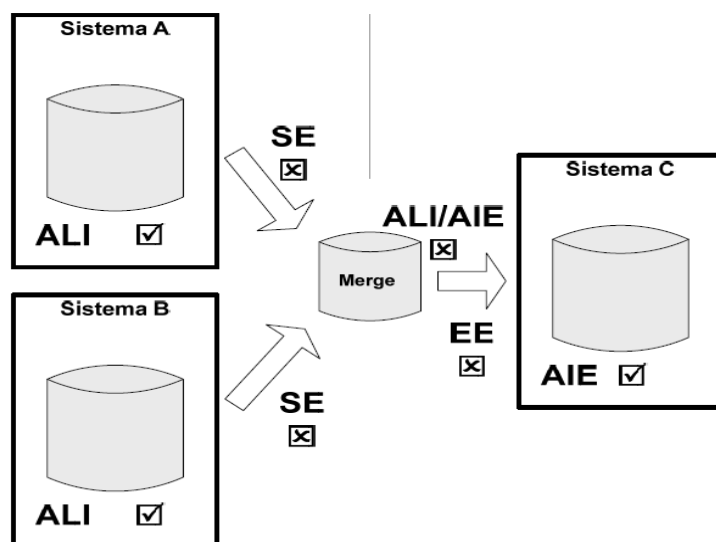 Sistema A
SE
ALI
Sistema C
ALI/AIE
Merge
Sistema B
EE
SE
AIE
ALI